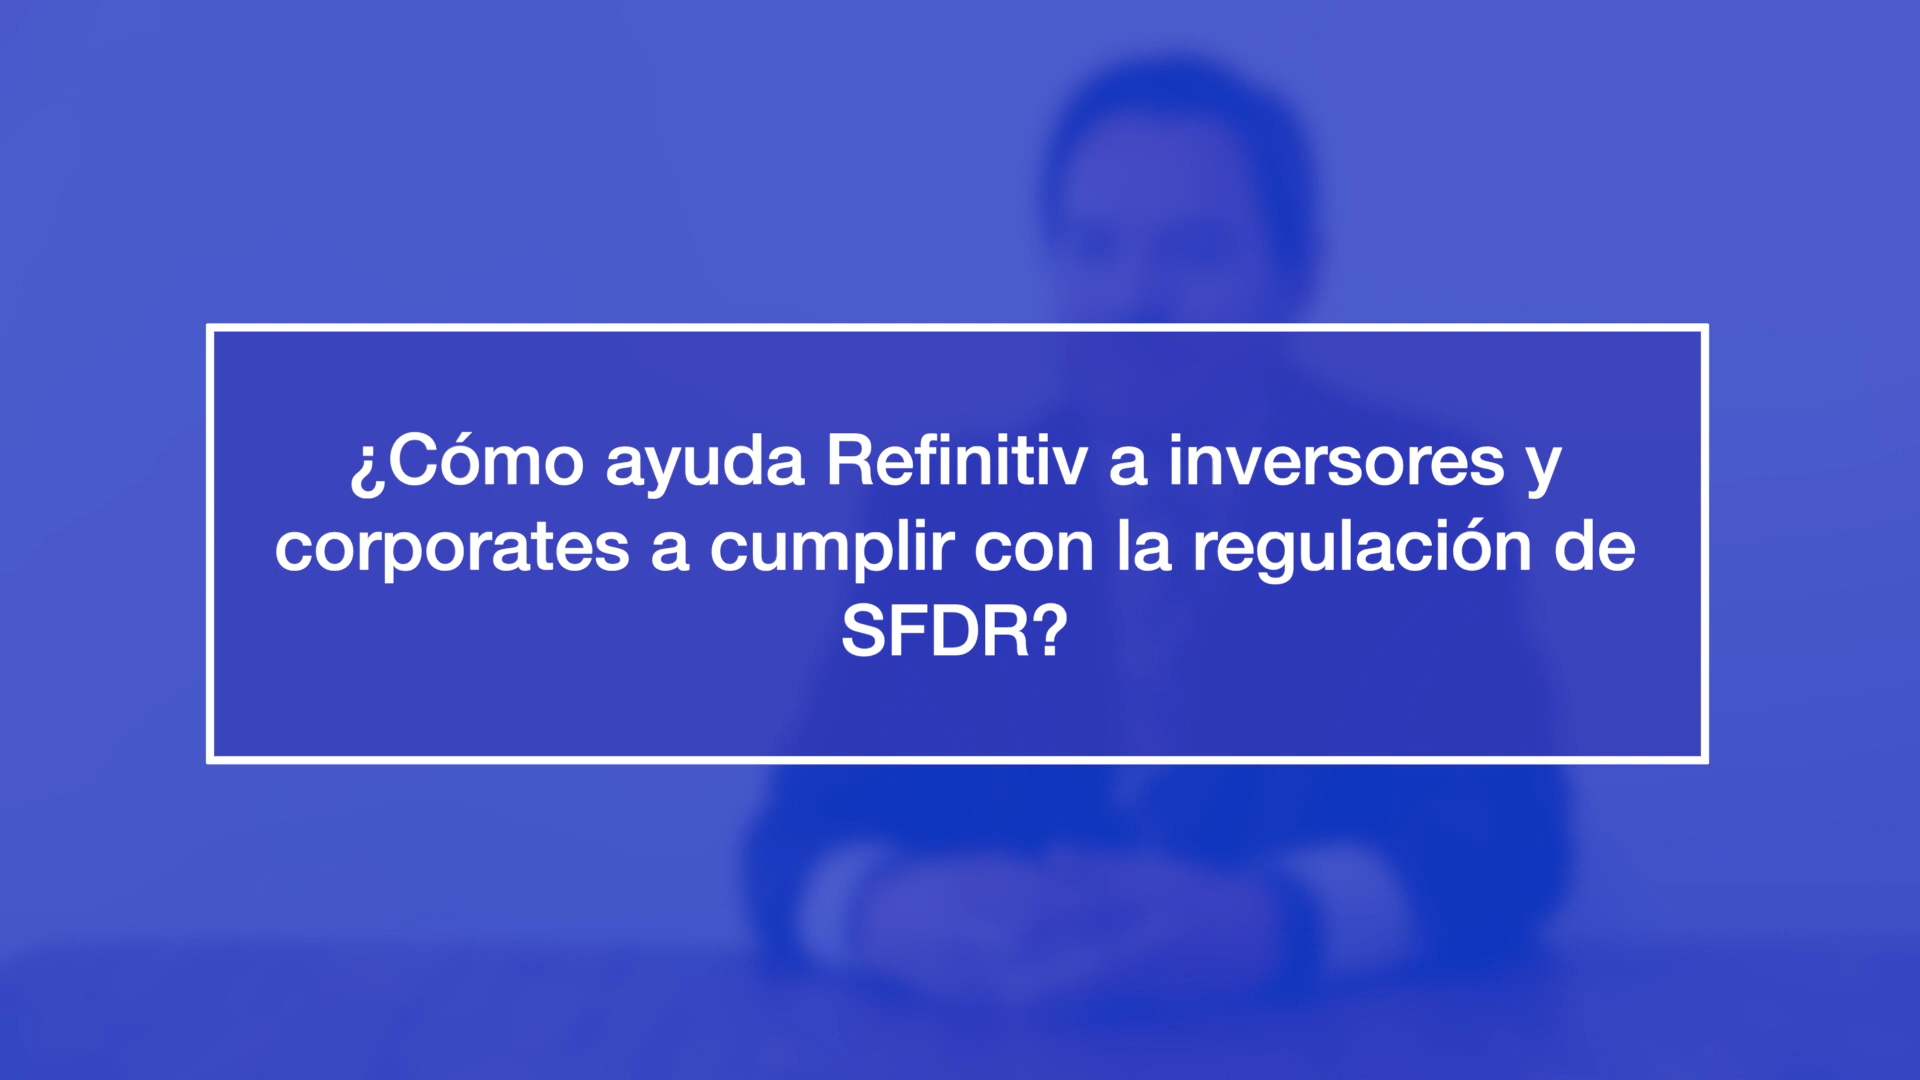 ¿Cómo ayuda Refinitiv a inversores y
corporates a cumplir con la regulación de
SFDR?